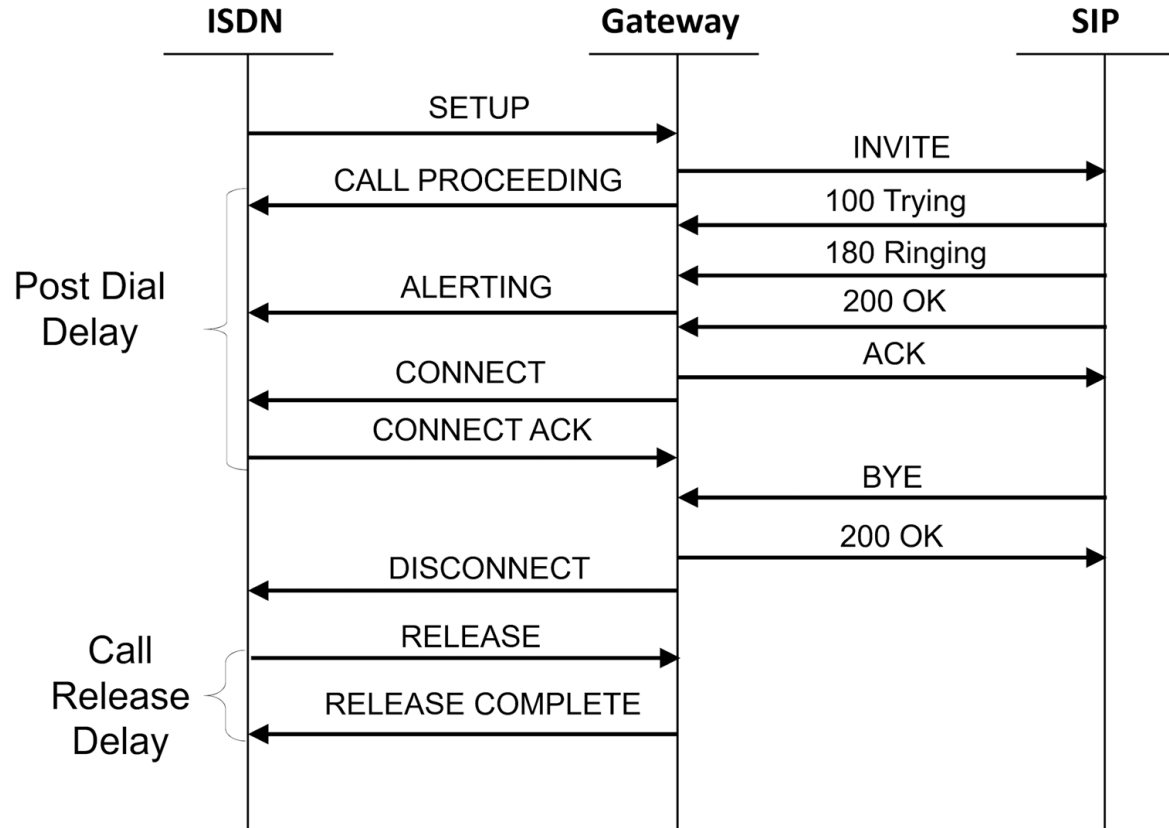 ISDN
Gateway
SIP
SETUP
INVITE
CALL PROCEEDING
100 Trying
180 Ringing
Post Dial
Delay
ALERTING
200 OK
ACK
CONNECT
CONNECT ACK
BYE
200 OK
DISCONNECT
Call
Release
Delay
RELEASE
RELEASE COMPLETE